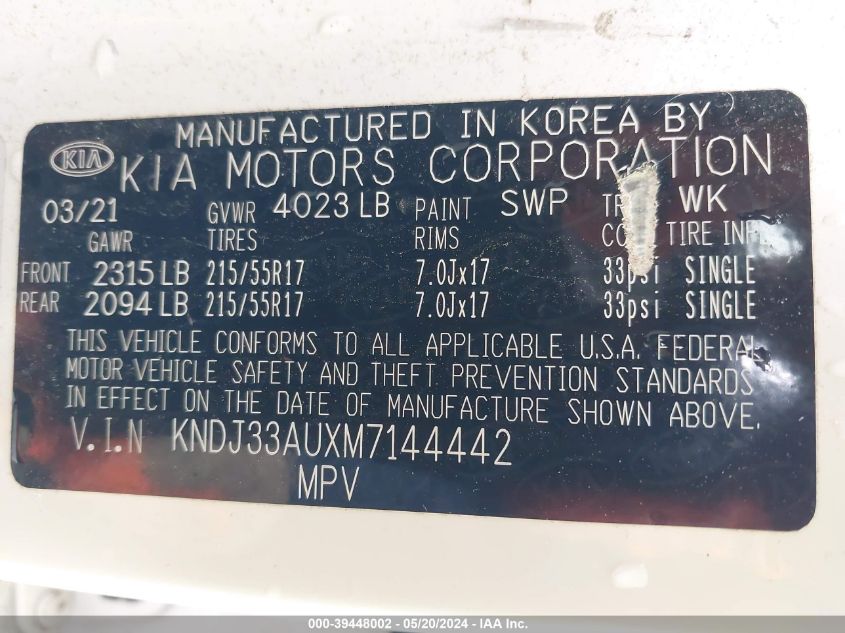 MANUFACTURED IN KOREA BY
KIA KIA MOTORS CORPORATION
03/21 GVWR 4023 LB PAINT SWP WK
GAWR TIRES RIMS TIRE
FRONT 2315 LB 215/55R17 7.0Jx17 33psi SINGLE
REAR 2094 LB 215/55R17 7.0Jx17 33psi SINGLE
THIS VEHICLE CONFORMS TO ALL APPLICABLE U.S.A. FEDERAL
MOTOR VEHICLE SAFETY AND THEFT PREVENTION STANDARDS
IN EFFECT ON THE DATE OF MANUFACTURE SHOWN ABOVE.
V.I.N KNDJ33AUXM7144442
MPV
000-39448002 - 05/20/2024 - IAA, Inc.